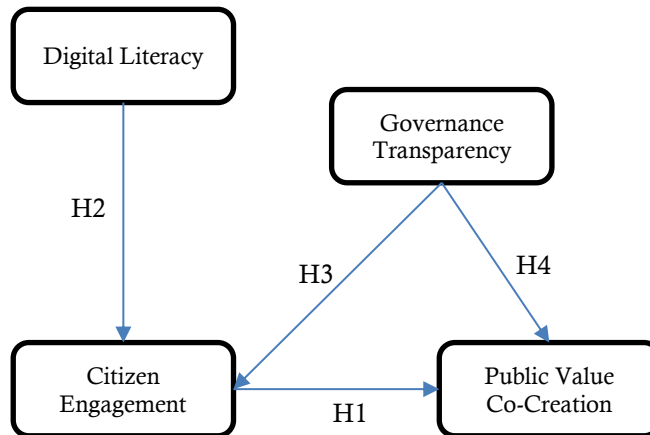 Digital Literacy
Governance
Transparency
H2
H3
H4
Citizen
Engagement
H1
Public Value
Co-Creation